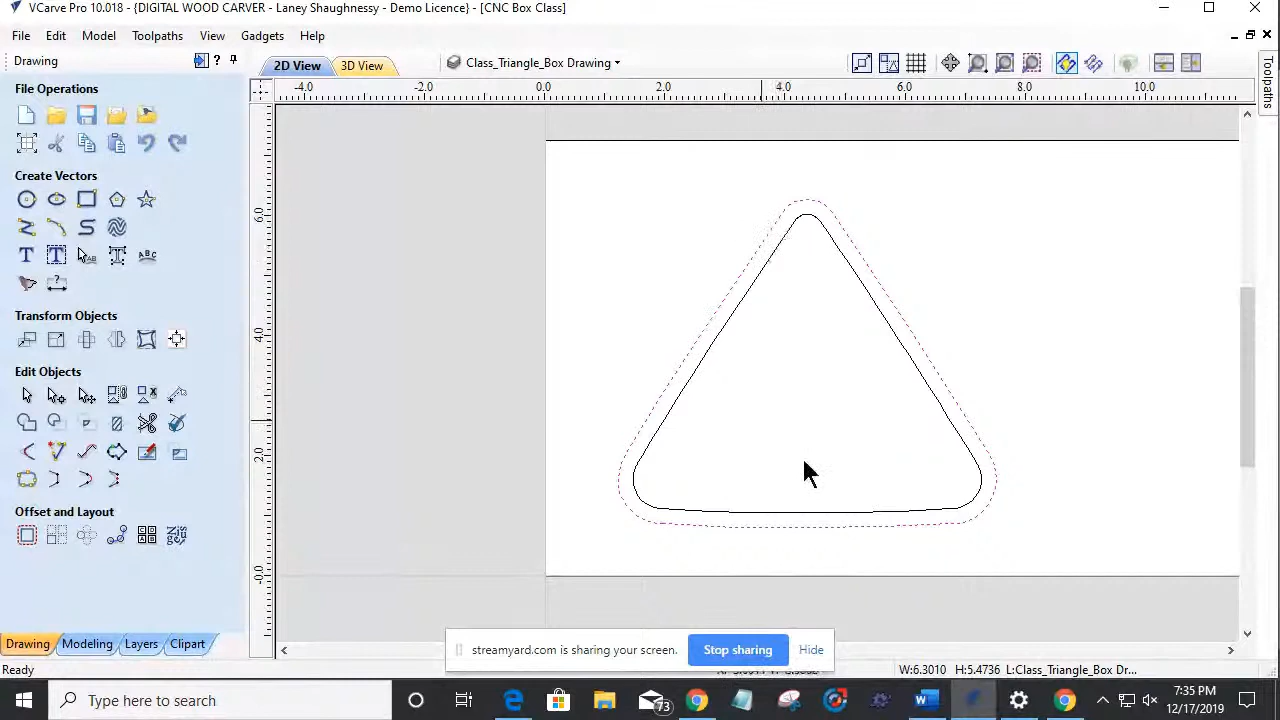 VCarve Pro 10.018 - {DIGITAL WOOD CARVER - Laney Shaughnessy - Demo Licence} - [CNC Box Class]
File Edit Model Toolpaths View Gadgets Help
Drawing
2D View
3D View
Class_Triangle_Box Drawing
Toolpaths
File Operations
-4.0 -2.0 0.0 2.0 4.0 6.0 8.0 10.0
Create Vectors
6.0
4.0
2.0
-0.0
Transform Objects
Edit Objects
Offset and Layout
Drawing Modeling Layers Clipart
streamyard.com is sharing your screen.
Stop sharing
Hide
Ready
W:6.3010 H:5.4736 L:Class_Triangle_Box Dr...
Type here to search
73
7:35 PM
12/17/2019